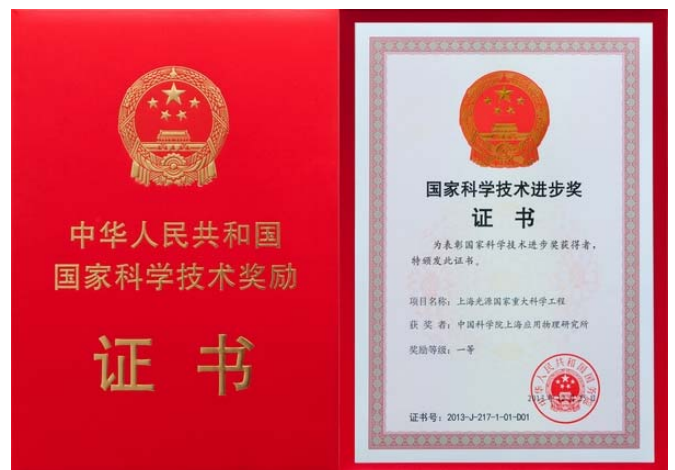 中华人民共和国
国家科学技术奖励
证书
国家科学技术进步奖
证书
为表彰国家科学技术进步奖获得者，
特颁发此证书。
项目名称：上海光源国家重大科学工程
获奖者：中国科学院上海应用物理研究所
奖励等级：一等
证书号：2013-J-217-1-01-D01